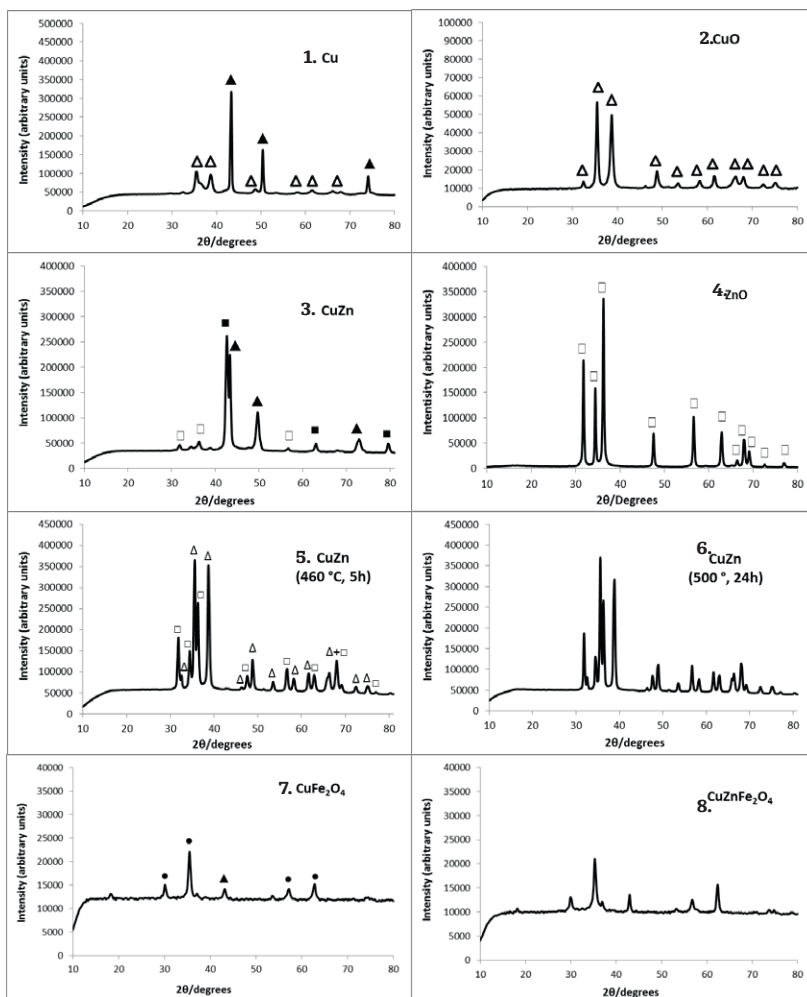 1. Cu
Intensity (arbitrary units)
500000
450000
400000
350000
300000
250000
200000
150000
100000
50000
0
10 20 30 40 50 60 70 80
2θ/degrees
2.CuO
Intensity (arbitrary units)
100000
90000
80000
70000
60000
50000
40000
30000
20000
10000
0
10 20 30 40 50 60 70 80
2θ/degrees
3. CuZn
Intensity (arbitrary units)
400000
350000
300000
250000
200000
150000
100000
50000
0
10 20 30 40 50 60 70 80
2θ/degrees
4.ZnO
Intentisity (arbitrary units)
400000
350000
300000
250000
200000
150000
100000
50000
0
10 20 30 40 50 60 70 80
2θ/Degrees
5. CuZn
(460 °C, 5h)
Intensity (arbitrary units)
450000
400000
350000
300000
250000
200000
150000
100000
50000
0
Δ+□
10 20 30 40 50 60 70 80
2θ/degrees
6.CuZn
(500 °, 24h)
Intensity (arbitrary units)
450000
400000
350000
300000
250000
200000
150000
100000
50000
0
10 20 30 40 50 60 70 80
2θ/degrees
7. CuFe₂O₄
Intensity (arbitrary units)
40000
35000
30000
25000
20000
15000
10000
5000
0
10 20 30 40 50 60 70 80
2θ/degrees
8.CuZnFe₂O₄
Intensity (arbitrary units)
40000
35000
30000
25000
20000
15000
10000
5000
0
10 20 30 40 50 60 70 80
2θ/degrees